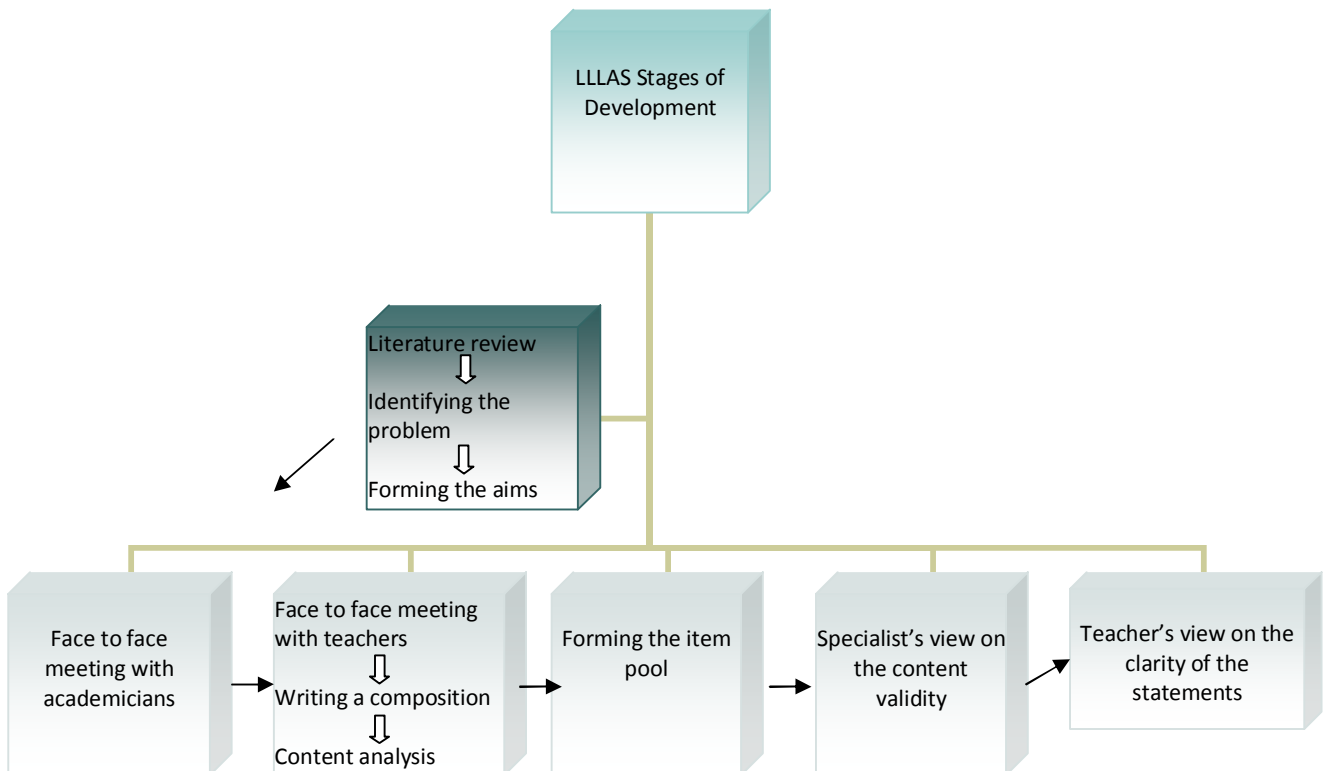 LLLAS Stages of
Development
Literature review
Identifying the
problem
Forming the aims
Face to face
meeting with
academicians
Face to face meeting
with teachers
Writing a composition
Content analysis
Forming the item
pool
Specialist’s view on
the content
validity
Teacher’s view on the
clarity of the
statements